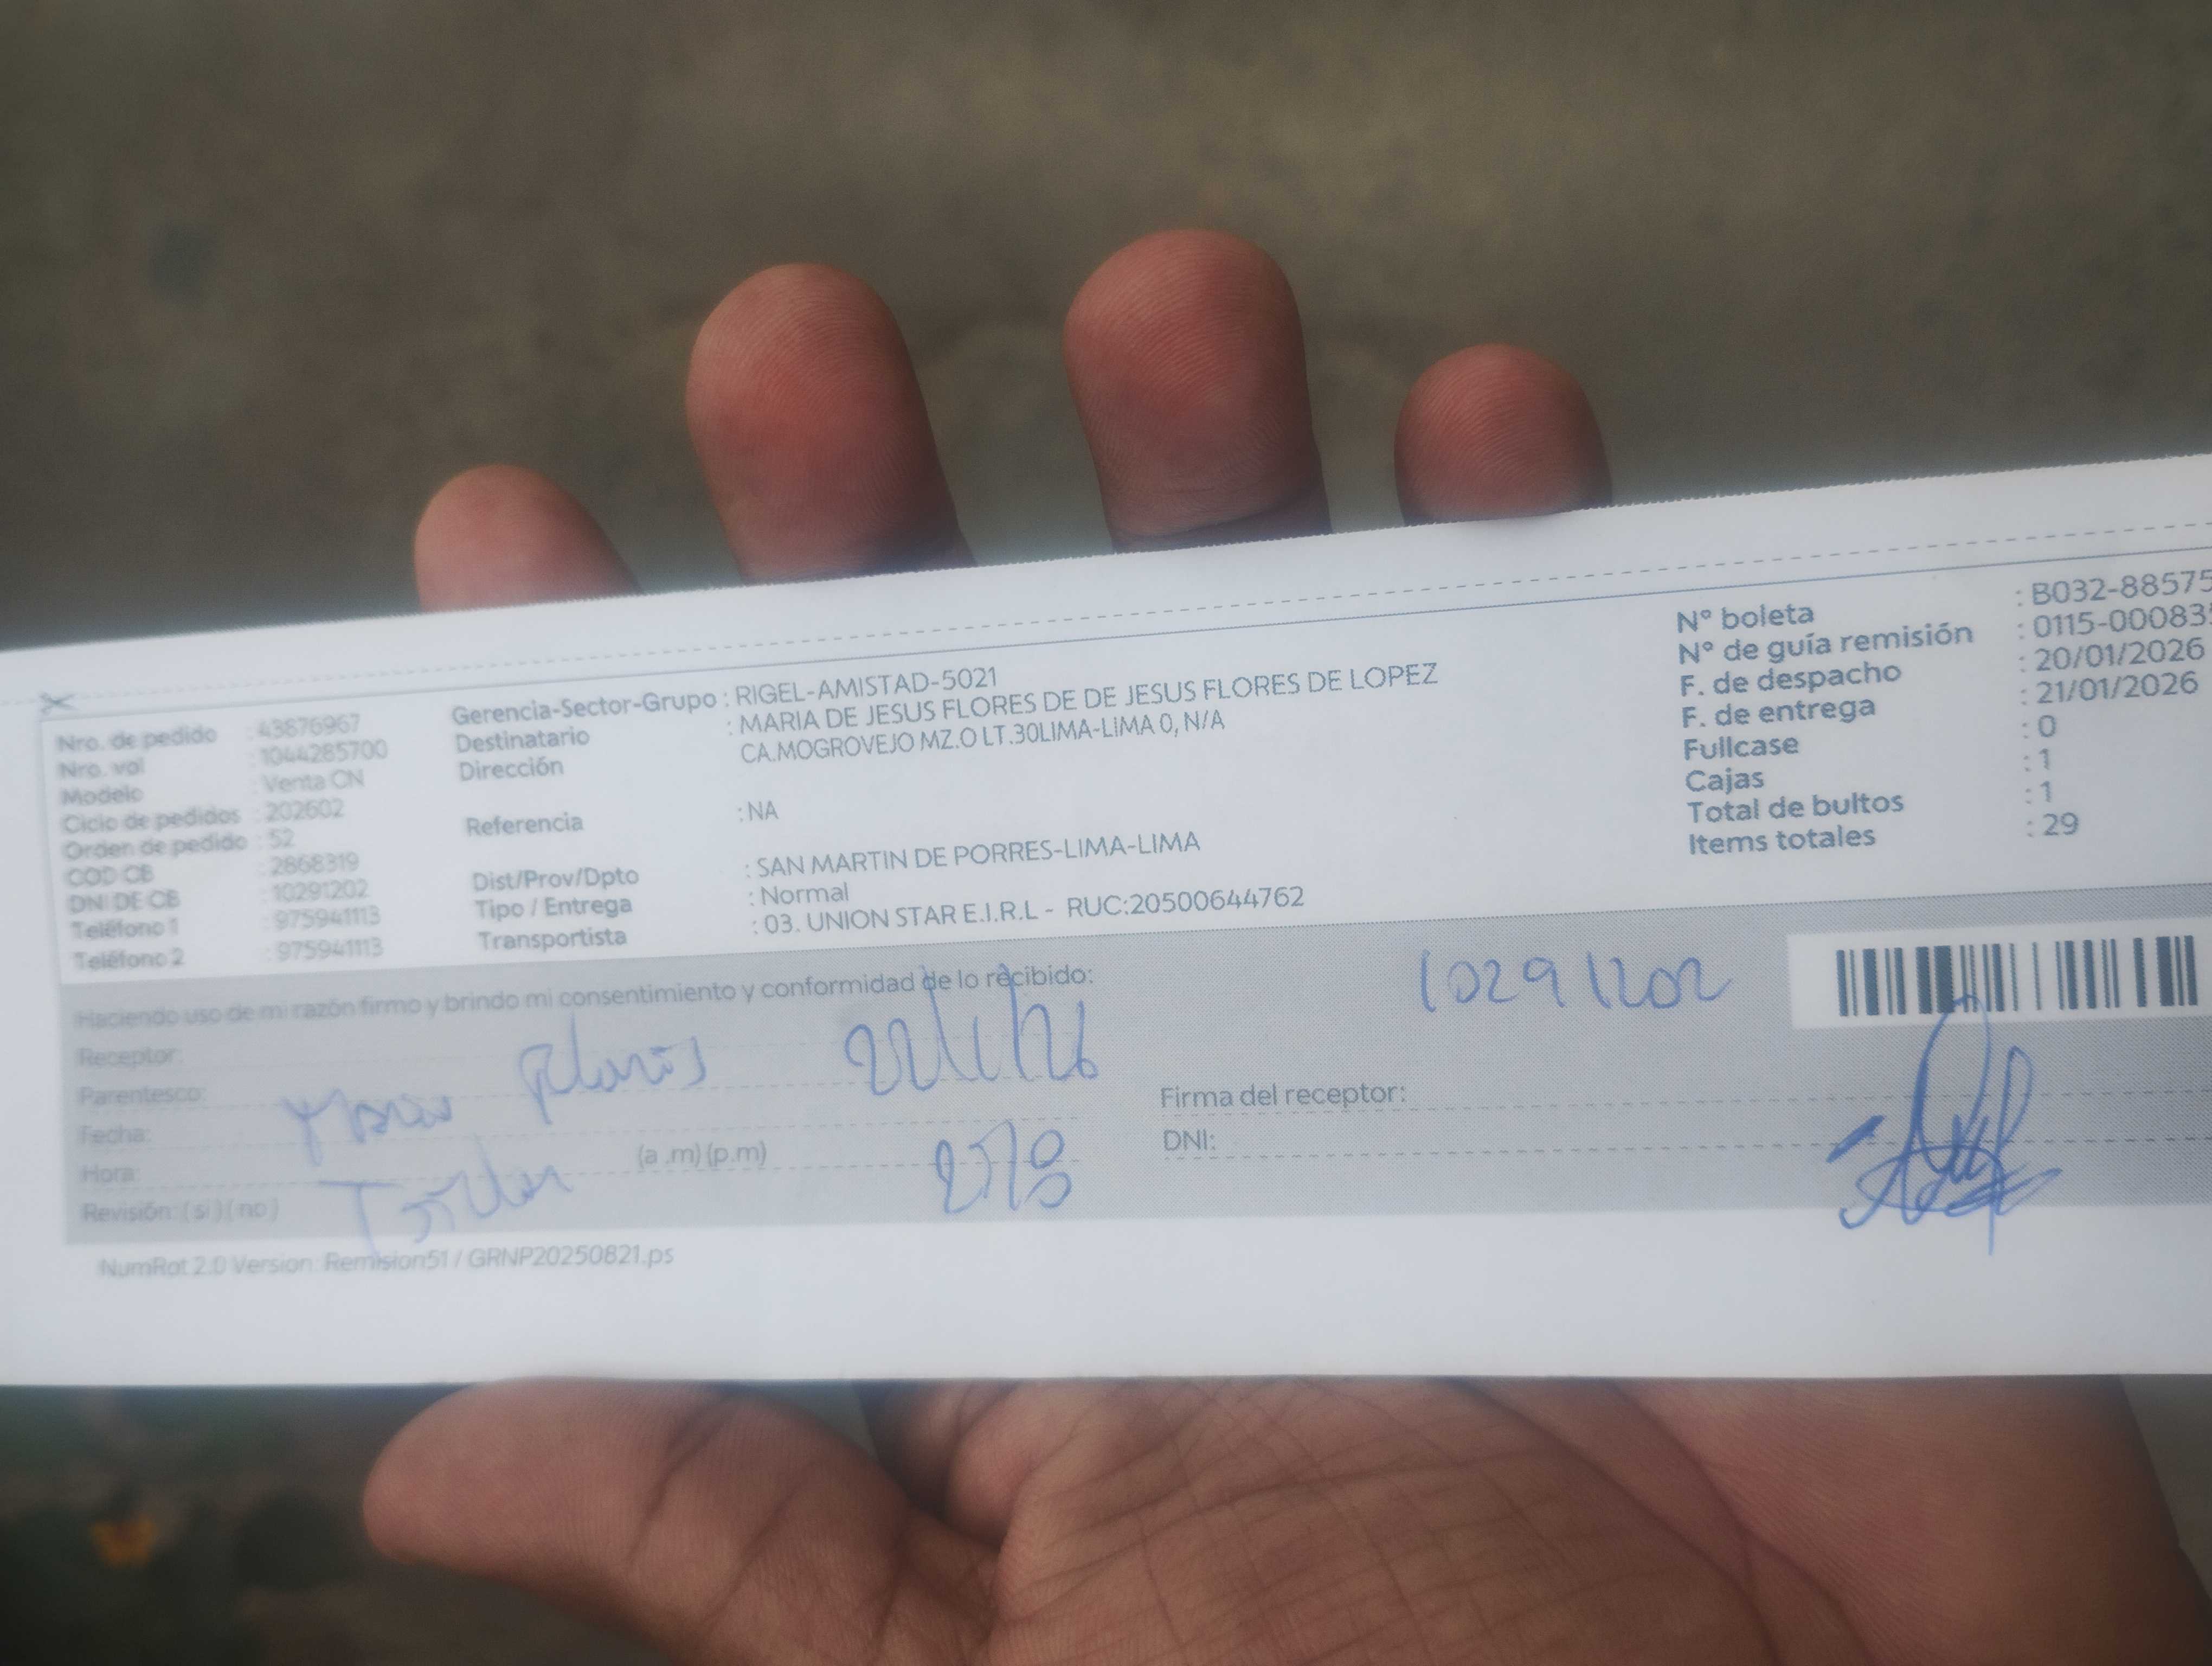 Nro. de pedido : 43876967
Nro. vol : 1044285700
Modelo : Venta CN
Ciclo de pedidos : 202602
Orden de pedido : 52
COD CB : 2868319
DNI DE CB : 10291202
Teléfono 1 : 975941113
Teléfono 2 : 975941113
Gerencia-Sector-Grupo : RIGEL-AMISTAD-5021
Destinatario : MARIA DE JESUS FLORES DE DE JESUS FLORES DE LOPEZ
Dirección CA.MOGROVEJO MZ.O LT.30LIMA-LIMA 0, N/A
Referencia : NA
Dist/Prov/Dpto : SAN MARTIN DE PORRES-LIMA-LIMA
Tipo / Entrega : Normal
Transportista : 03. UNION STAR E.I.R.L - RUC:20500644762
N° boleta : B032-88575
N° de guía remisión : 0115-00083
F. de despacho : 20/01/2026
F. de entrega : 21/01/2026
Fullcase : 0
Cajas : 1
Total de bultos : 1
Items totales : 29
Haciendo uso de mi razón firmo y brindo mi consentimiento y conformidad de lo recibido:
10291202
Receptor:
Parentesco:
Flores 22/1/26
Fecha:
Hora: (a.m) (p.m)
Revisión: ( si ) ( no )
Firma del receptor:
DNI:
NumRot 2.0 Version: Remision51 / GRNP20250821.ps